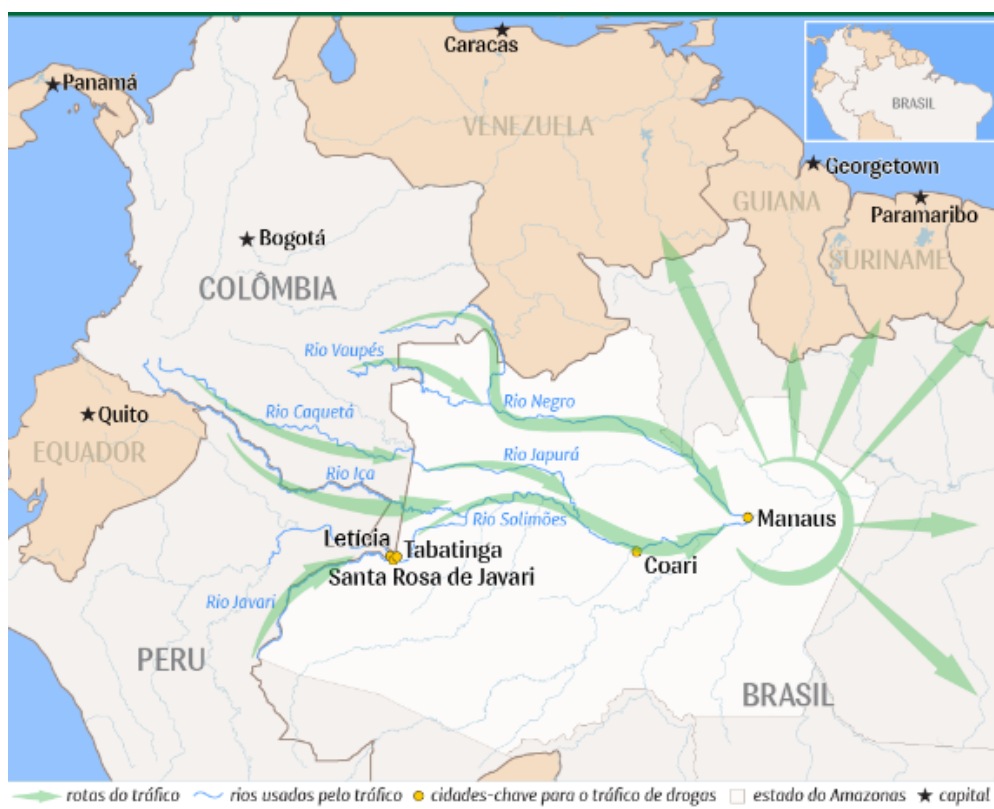 Caracas
Panamá
VENEZUELA
BRASIL
Georgetown
GUIANA
Paramaribo
SURINAME
Bogotá
COLÔMBIA
Rio Vaupés
Rio Negro
Quito
EQUADOR
Rio Caquetá
Rio Japurá
Rio Iça
Rio Solimões
Manaus
Letícia
Tabatinga
Santa Rosa de Javari
Coari
Rio Javari
PERU
BRASIL
rotas do tráfico
rios usados pelo tráfico
cidades-chave para o tráfico de drogas
estado do Amazonas
capital